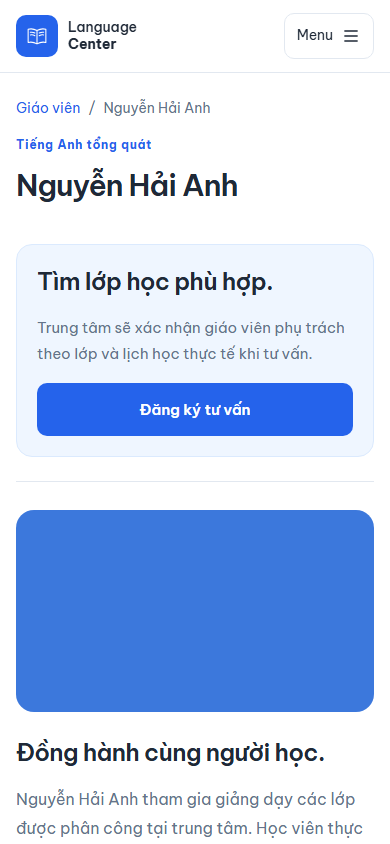 Language
Center
Menu
Giáo viên / Nguyễn Hải Anh
Tiếng Anh tổng quát
Nguyễn Hải Anh
Tìm lớp học phù hợp.
Trung tâm sẽ xác nhận giáo viên phụ trách
theo lớp và lịch học thực tế khi tư vấn.
Đăng ký tư vấn
Đồng hành cùng người học.
Nguyễn Hải Anh tham gia giảng dạy các lớp
được phân công tại trung tâm. Học viên thực